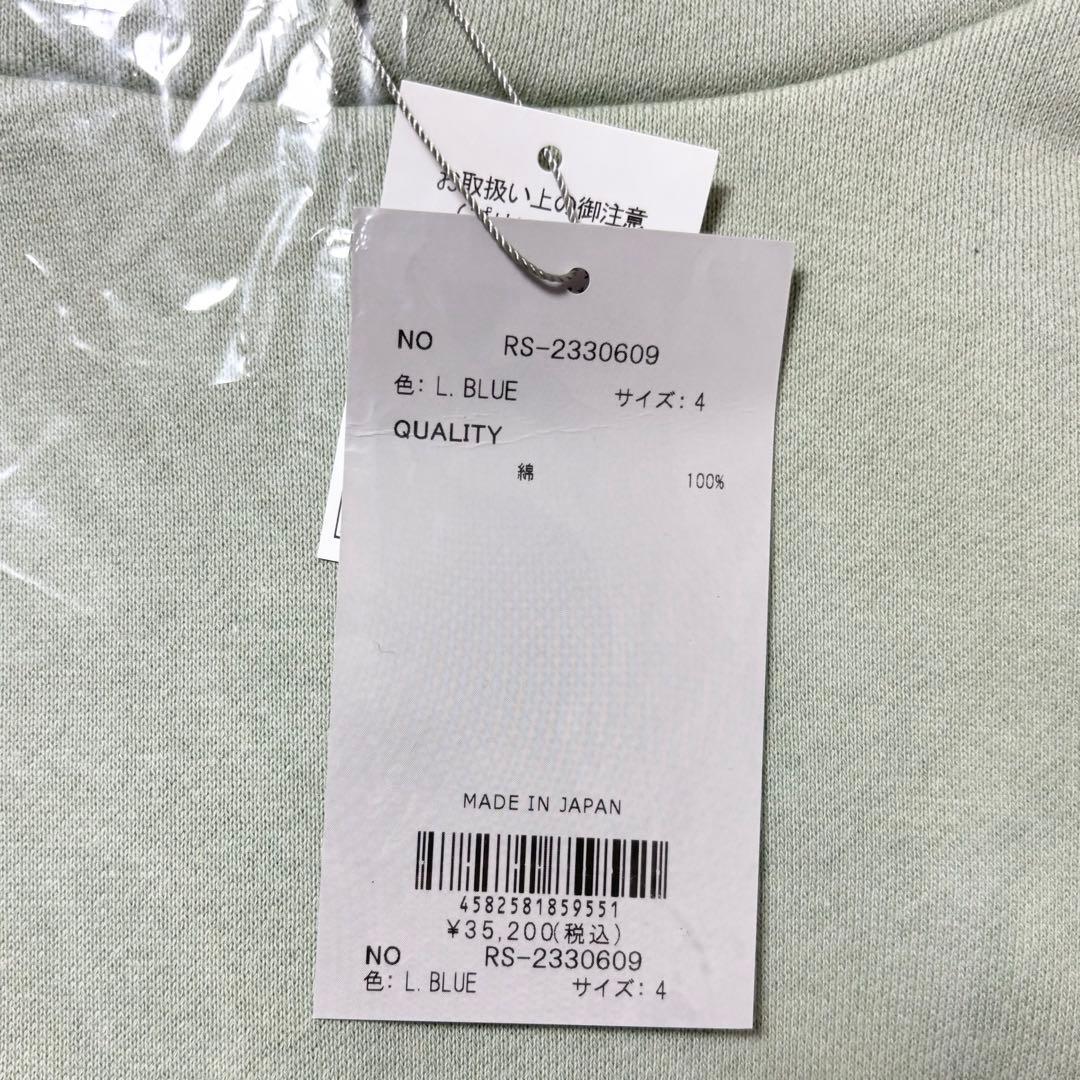 お取扱い上の御注意
NO RS-2330609
色: L. BLUE サイズ: 4
QUALITY
綿 100%
MADE IN JAPAN
4582581859551
¥35,200(税込)
NO RS-2330609
色: L. BLUE サイズ: 4